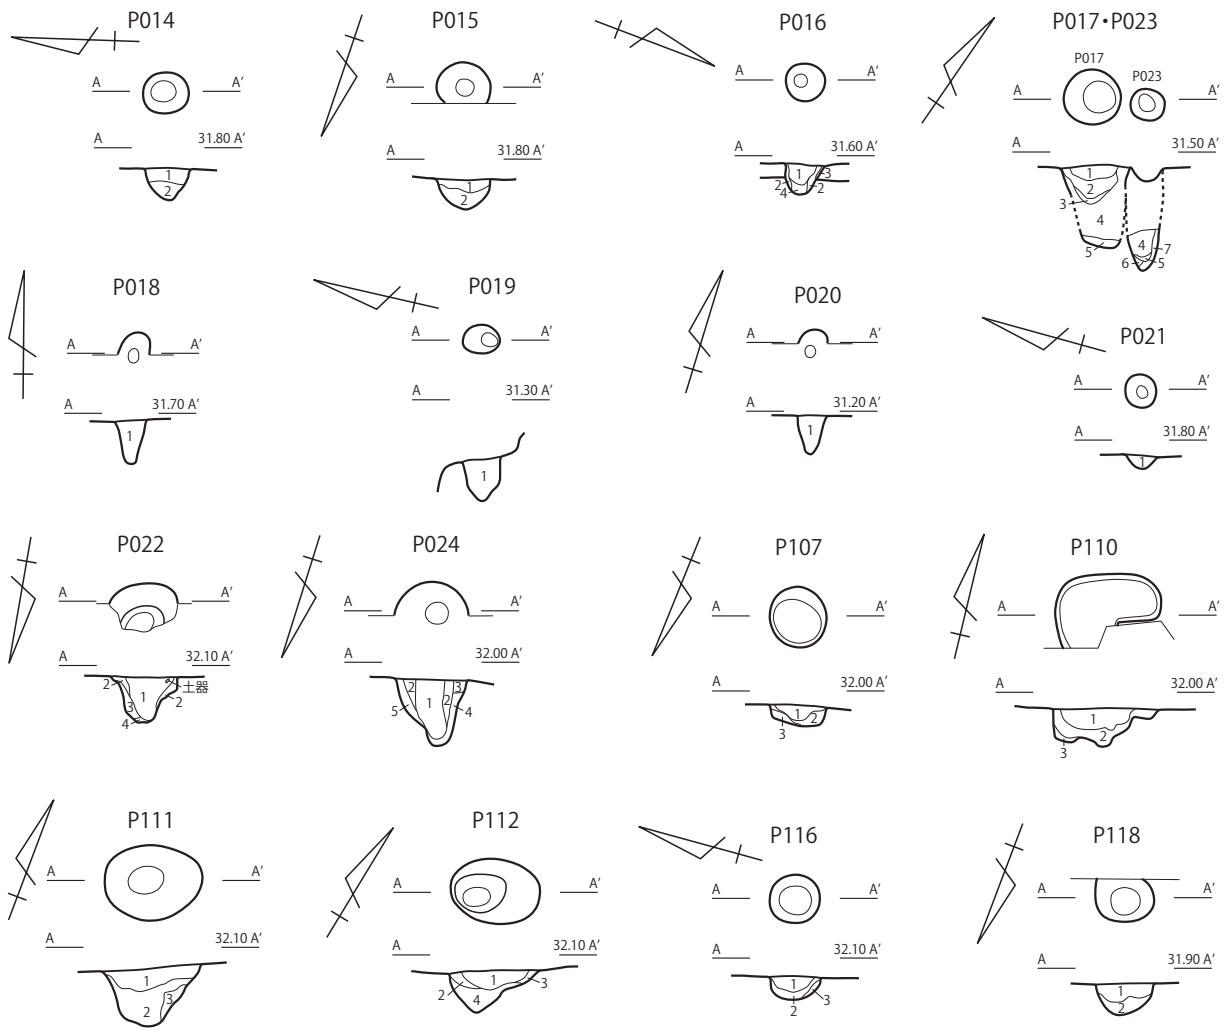 P014
A A′
A 31.80 A′
1
2
P015
A A′
A 31.80 A′
1
2
P016
A A′
A 31.60 A′
1 3
2 2
4
P017・P023
P017
P023
A A′
A 31.50 A′
1
2
3
4
5
4 7
6 5
P018
A A′
A 31.70 A′
1
P019
A A′
A 31.30 A′
1
P020
A A′
A 31.20 A′
1
P021
A A′
A 31.80 A′
1
P022
A A′
A 32.10 A′
2 土器
1 2
3
4
P024
A A′
A 32.00 A′
2 3
1 2
5 4
P107
A A′
A 32.00 A′
1 2
3
P110
A A′
A 32.00 A′
1
2
3
P111
A A′
A 32.10 A′
1
3
2
P112
A A′
A 32.10 A′
1 3
2 4
P116
A A′
A 32.10 A′
1
3
2
P118
A A′
A 31.90 A′
1
2